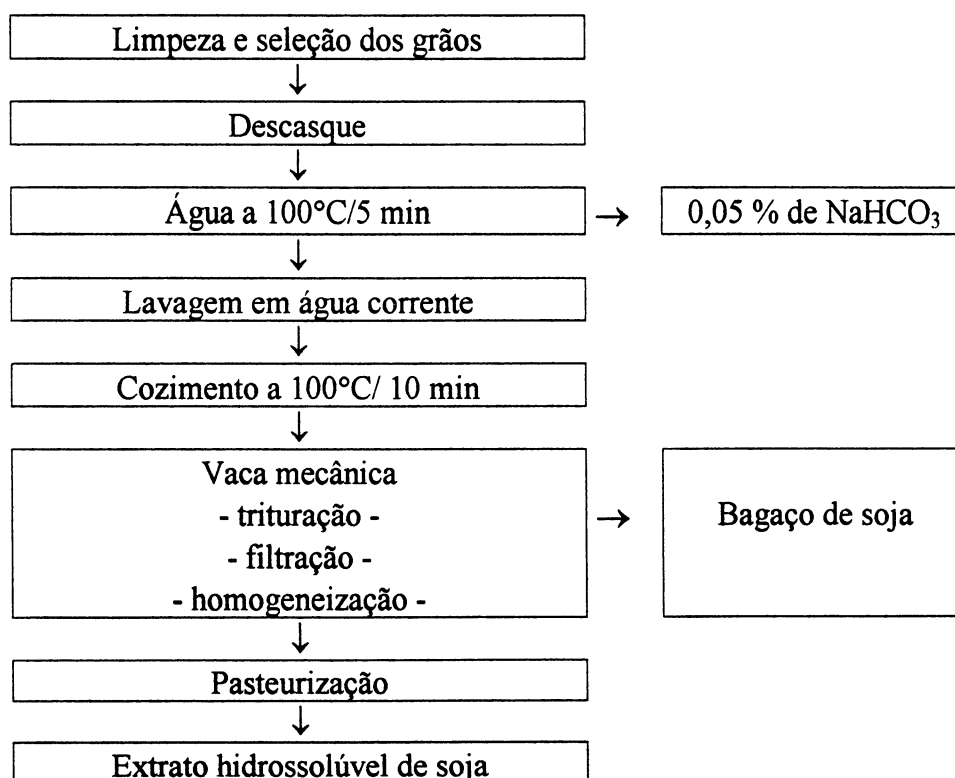 Limpeza e seleção dos grãos
↓
Descasque
↓
Água a 100°C/5 min → 0,05 % de NaHCO₃
↓
Lavagem em água corrente
↓
Cozimento a 100°C/ 10 min
↓
Vaca mecânica
- trituração - → Bagaço de soja
- filtração -
- homogeneização -
↓
Pasteurização
↓
Extrato hidrossolúvel de soja